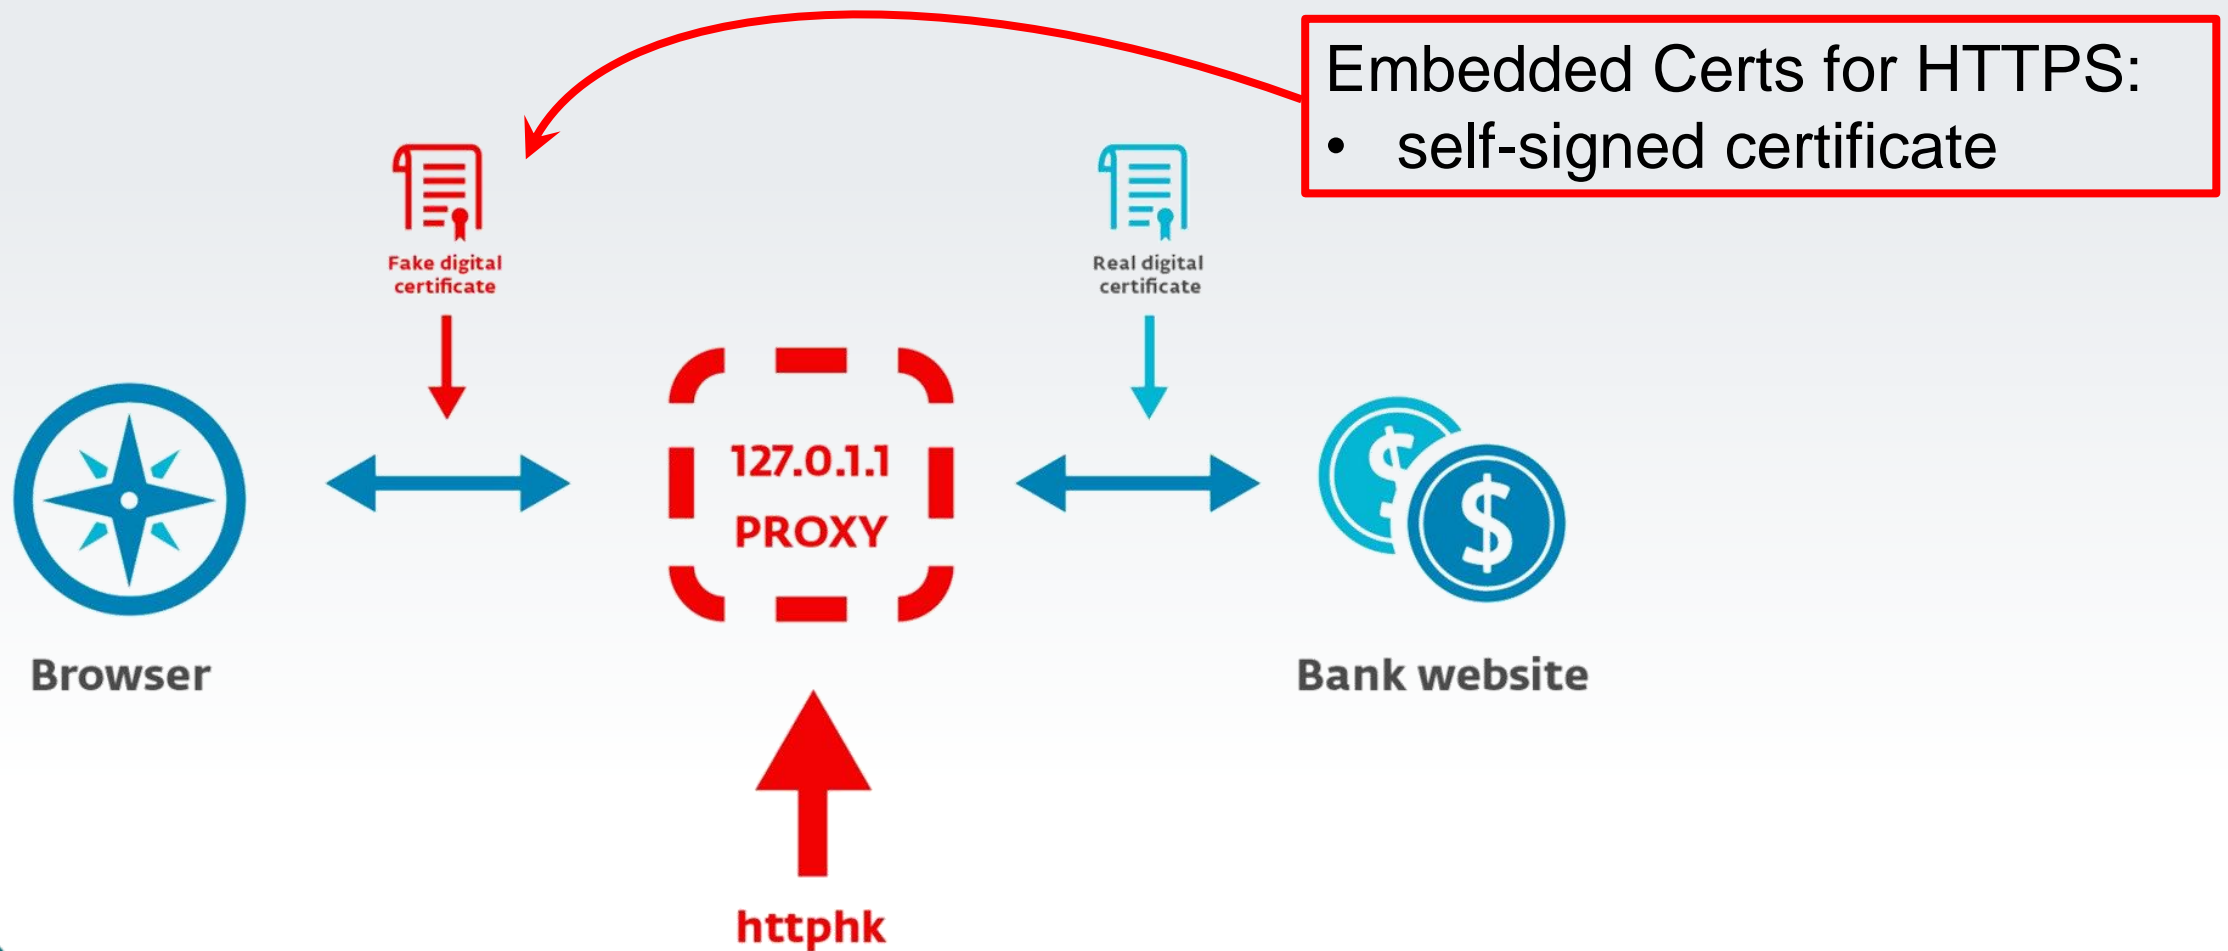 Embedded Certs for HTTPS:
• self-signed certificate
Fake digital
certificate
Real digital
certificate
127.0.1.1
PROXY
Browser
Bank website
httphk